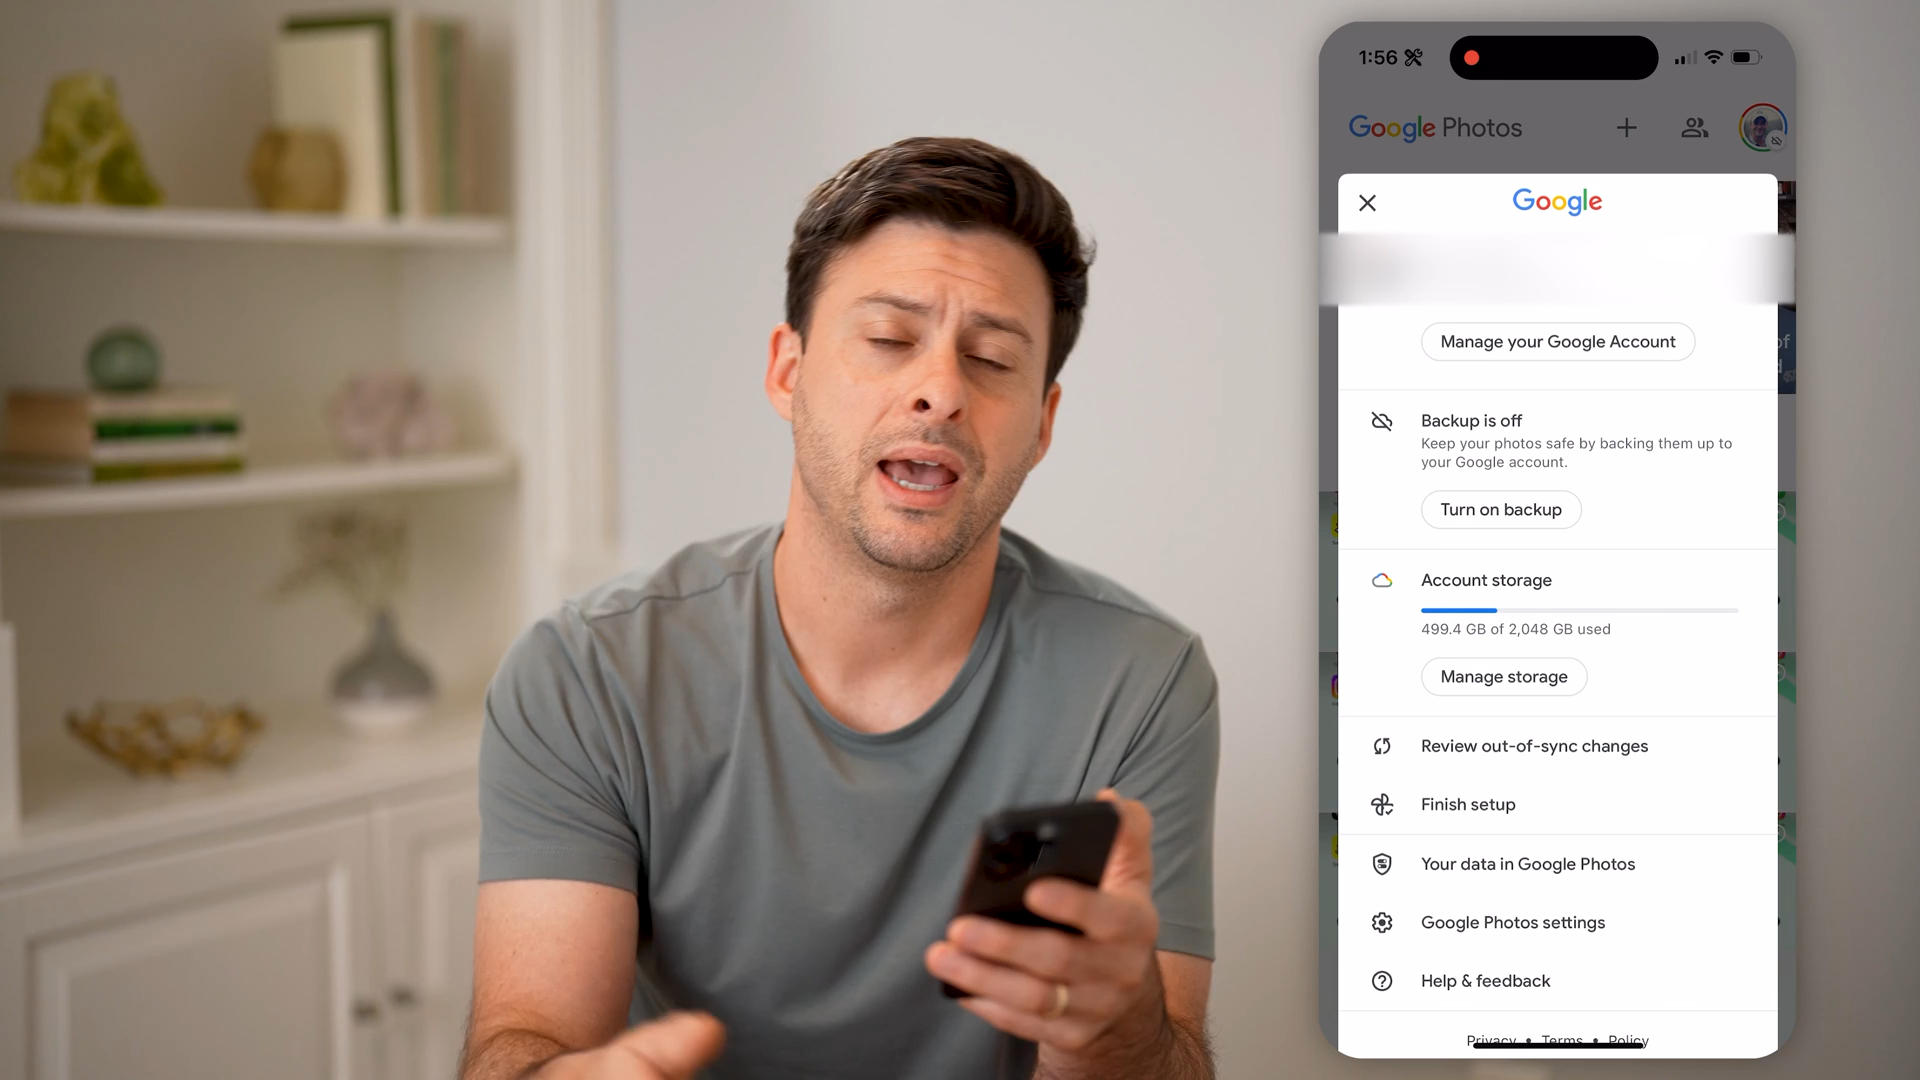 1:56
Google Photos
Google
Manage your Google Account
Backup is off
Keep your photos safe by backing them up to
your Google account.
Turn on backup
Account storage
499.4 GB of 2,048 GB used
Manage storage
Review out-of-sync changes
Finish setup
Your data in Google Photos
Google Photos settings
Help & feedback
Privacy • Terms • Policy